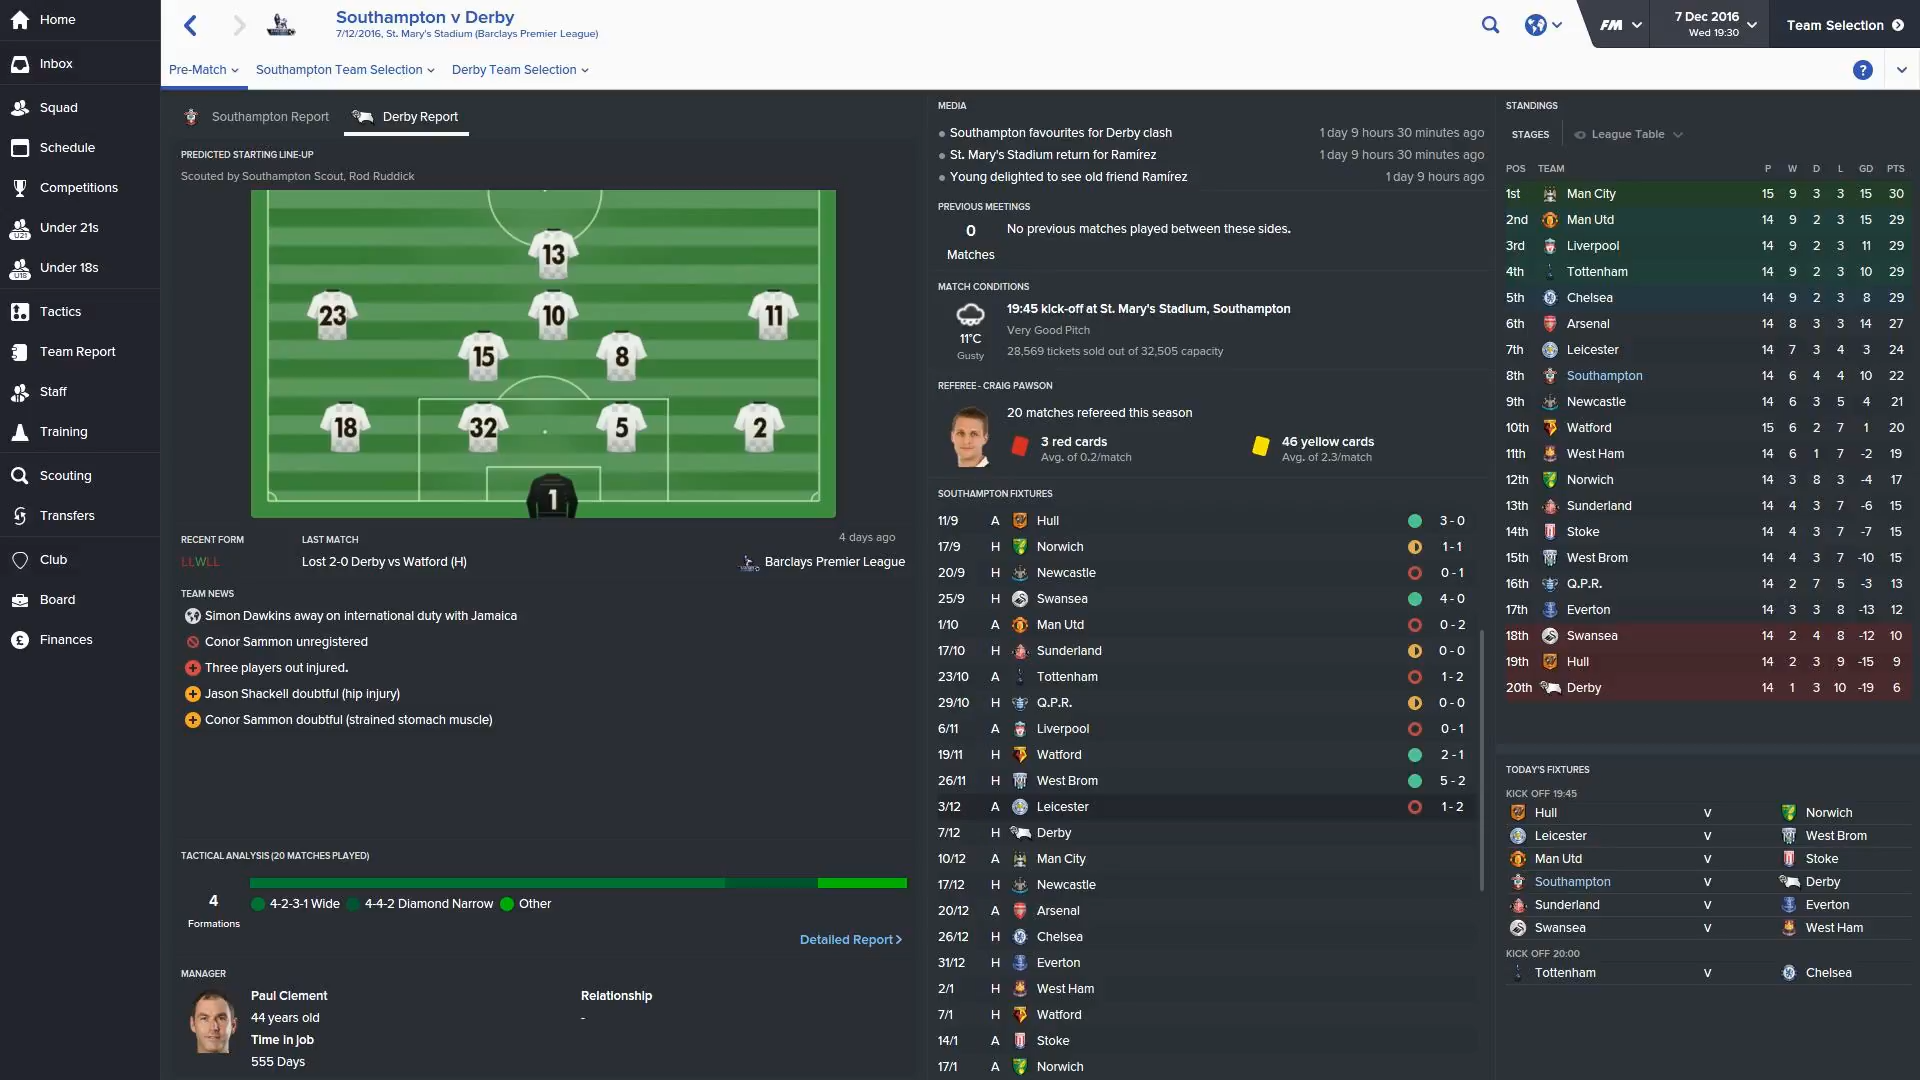 Home
Inbox
Squad
Schedule
Competitions
Under 21s
Under 18s
Tactics
Team Report
Staff
Training
Scouting
Transfers
Club
Board
Finances
Southampton v Derby
7/12/2016, St. Mary's Stadium (Barclays Premier League)
FM
7 Dec 2016
Wed 19:30
Team Selection
Pre-Match
Southampton Team Selection
Derby Team Selection
?
Southampton Report
Derby Report
PREDICTED STARTING LINE-UP
Scouted by Southampton Scout, Rod Ruddick
13
23 10 11
15 8
18 32 5 2
1
RECENT FORM
LLWLL
LAST MATCH
4 days ago
Lost 2-0 Derby vs Watford (H)
Barclays Premier League
TEAM NEWS
Simon Dawkins away on international duty with Jamaica
Conor Sammon unregistered
Three players out injured.
Jason Shackell doubtful (hip injury)
Conor Sammon doubtful (strained stomach muscle)
TACTICAL ANALYSIS (20 MATCHES PLAYED)
4
Formations
4-2-3-1 Wide 4-4-2 Diamond Narrow Other
Detailed Report
MANAGER
Paul Clement
44 years old
Time in job
555 Days
Relationship
-
MEDIA
Southampton favourites for Derby clash 1 day 9 hours 30 minutes ago
St. Mary's Stadium return for Ramírez 1 day 9 hours 30 minutes ago
Young delighted to see old friend Ramírez 1 day 9 hours ago
PREVIOUS MEETINGS
0
Matches
No previous matches played between these sides.
MATCH CONDITIONS
11°C
Gusty
19:45 kick-off at St. Mary's Stadium, Southampton
Very Good Pitch
28,569 tickets sold out of 32,505 capacity
REFEREE - CRAIG PAWSON
20 matches refereed this season
3 red cards
Avg. of 0.2/match
46 yellow cards
Avg. of 2.3/match
SOUTHAMPTON FIXTURES
11/9 A Hull 3 - 0
17/9 H Norwich 1 - 1
20/9 H Newcastle 0 - 1
25/9 H Swansea 4 - 0
1/10 A Man Utd 0 - 2
17/10 H Sunderland 0 - 0
23/10 A Tottenham 1 - 2
29/10 H Q.P.R. 0 - 0
6/11 A Liverpool 0 - 1
19/11 H Watford 2 - 1
26/11 H West Brom 5 - 2
3/12 A Leicester 1 - 2
7/12 H Derby
10/12 A Man City
17/12 H Newcastle
20/12 A Arsenal
26/12 H Chelsea
31/12 H Everton
2/1 H West Ham
7/1 H Watford
14/1 A Stoke
17/1 A Norwich
STANDINGS
STAGES League Table
POS TEAM P W D L GD PTS
1st Man City 15 9 3 3 15 30
2nd Man Utd 14 9 2 3 15 29
3rd Liverpool 14 9 2 3 11 29
4th Tottenham 14 9 2 3 10 29
5th Chelsea 14 9 2 3 8 29
6th Arsenal 14 8 3 3 14 27
7th Leicester 14 7 3 4 3 24
8th Southampton 14 6 4 4 10 22
9th Newcastle 14 6 3 5 4 21
10th Watford 15 6 2 7 1 20
11th West Ham 14 6 1 7 -2 19
12th Norwich 14 3 8 3 -4 17
13th Sunderland 14 4 3 7 -6 15
14th Stoke 14 4 3 7 -7 15
15th West Brom 14 4 3 7 -10 15
16th Q.P.R. 14 2 7 5 -3 13
17th Everton 14 3 3 8 -13 12
18th Swansea 14 2 4 8 -12 10
19th Hull 14 2 3 9 -15 9
20th Derby 14 1 3 10 -19 6
TODAY'S FIXTURES
KICK OFF 19:45
Hull v Norwich
Leicester v West Brom
Man Utd v Stoke
Southampton v Derby
Sunderland v Everton
Swansea v West Ham
KICK OFF 20:00
Tottenham v Chelsea